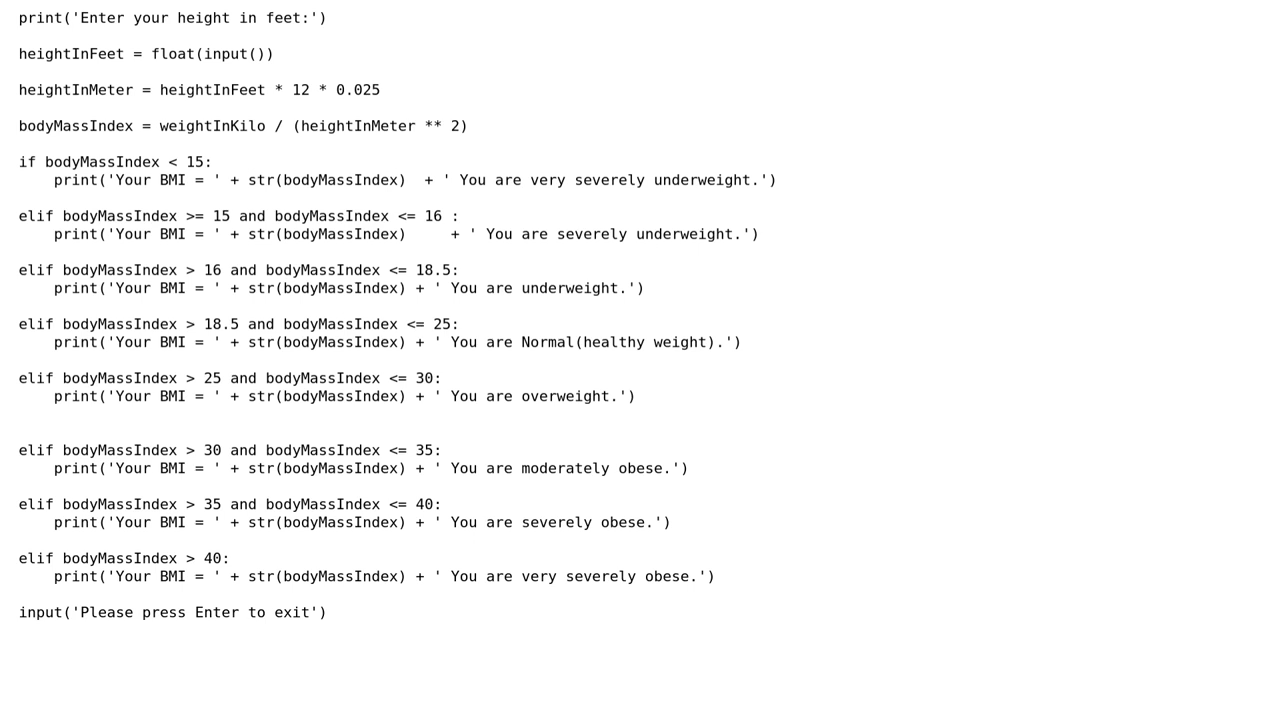 print('Enter your height in feet:')
heightInFeet = float(input())
heightInMeter = heightInFeet * 12 * 0.025
bodyMassIndex = weightInKilo / (heightInMeter ** 2)
if bodyMassIndex < 15:
    print('Your BMI = ' + str(bodyMassIndex)  + ' You are very severely underweight.')
elif bodyMassIndex >= 15 and bodyMassIndex <= 16 :
    print('Your BMI = ' + str(bodyMassIndex)     + ' You are severely underweight.')
elif bodyMassIndex > 16 and bodyMassIndex <= 18.5:
    print('Your BMI = ' + str(bodyMassIndex) + ' You are underweight.')
elif bodyMassIndex > 18.5 and bodyMassIndex <= 25:
    print('Your BMI = ' + str(bodyMassIndex) + ' You are Normal(healthy weight).')
elif bodyMassIndex > 25 and bodyMassIndex <= 30:
    print('Your BMI = ' + str(bodyMassIndex) + ' You are overweight.')
elif bodyMassIndex > 30 and bodyMassIndex <= 35:
    print('Your BMI = ' + str(bodyMassIndex) + ' You are moderately obese.')
elif bodyMassIndex > 35 and bodyMassIndex <= 40:
    print('Your BMI = ' + str(bodyMassIndex) + ' You are severely obese.')
elif bodyMassIndex > 40:
    print('Your BMI = ' + str(bodyMassIndex) + ' You are very severely obese.')
input('Please press Enter to exit')